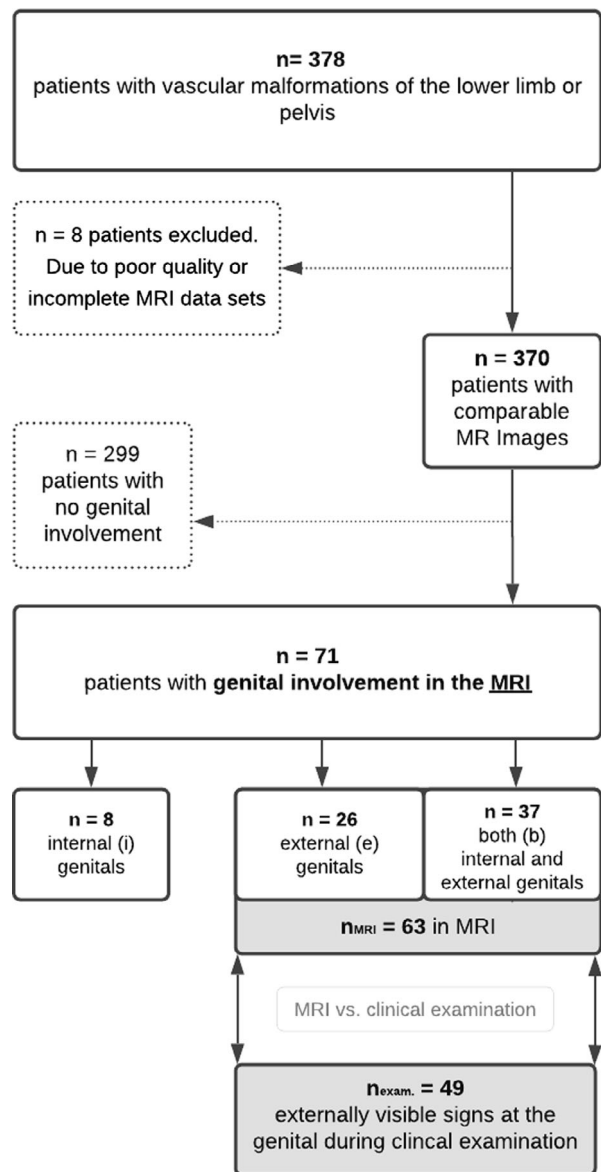 n= 378
patients with vascular malformations of the lower limb or
pelvis
n = 8 patients excluded.
Due to poor quality or
incomplete MRI data sets
n = 370
patients with
comparable
MR Images
n = 299
patients with
no genital
involvement
n = 71
patients with genital involvement in the MRI
n = 8
internal (i)
genitals
n = 26
external (e)
genitals
n = 37
both (b)
internal and
external genitals
nMRI = 63 in MRI
MRI vs. clinical examination
nexam. = 49
externally visible signs at the
genital during clincal examination